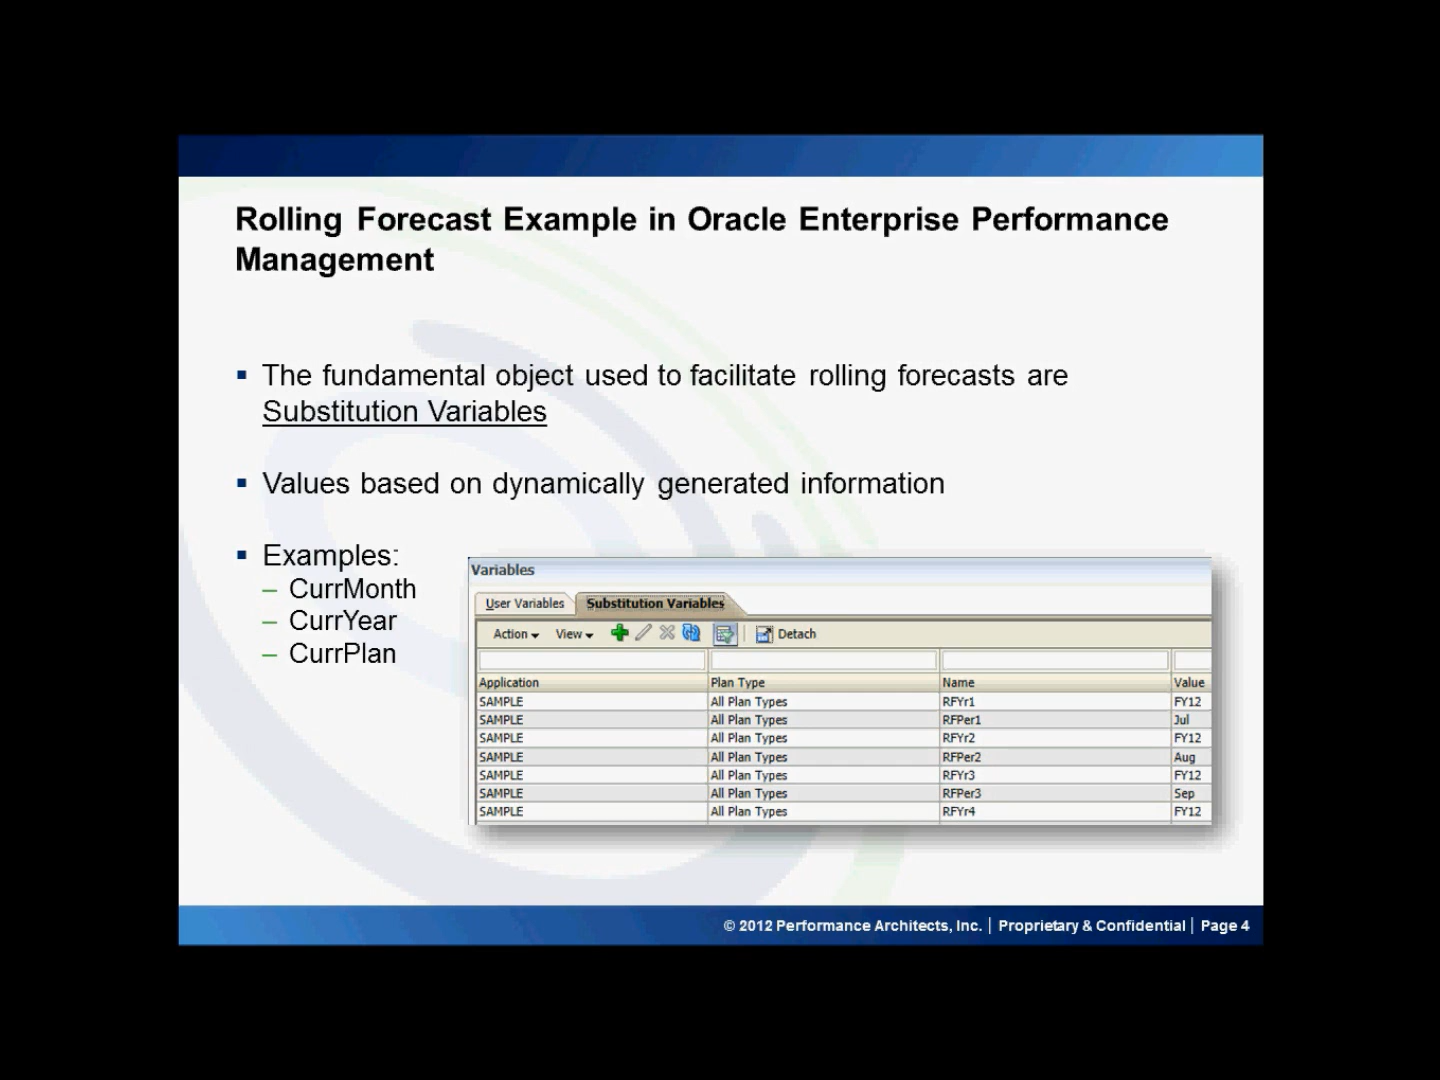 Rolling Forecast Example in Oracle Enterprise Performance
Management
▪ The fundamental object used to facilitate rolling forecasts are
Substitution Variables
▪ Values based on dynamically generated information
▪ Examples:
– CurrMonth
– CurrYear
– CurrPlan
Variables
User Variables Substitution Variables
Action View Detach
Application Plan Type Name Value
SAMPLE All Plan Types RFYr1 FY12
SAMPLE All Plan Types RFPer1 Jul
SAMPLE All Plan Types RFYr2 FY12
SAMPLE All Plan Types RFPer2 Aug
SAMPLE All Plan Types RFYr3 FY12
SAMPLE All Plan Types RFPer3 Sep
SAMPLE All Plan Types RFYr4 FY12
© 2012 Performance Architects, Inc. | Proprietary & Confidential | Page 4